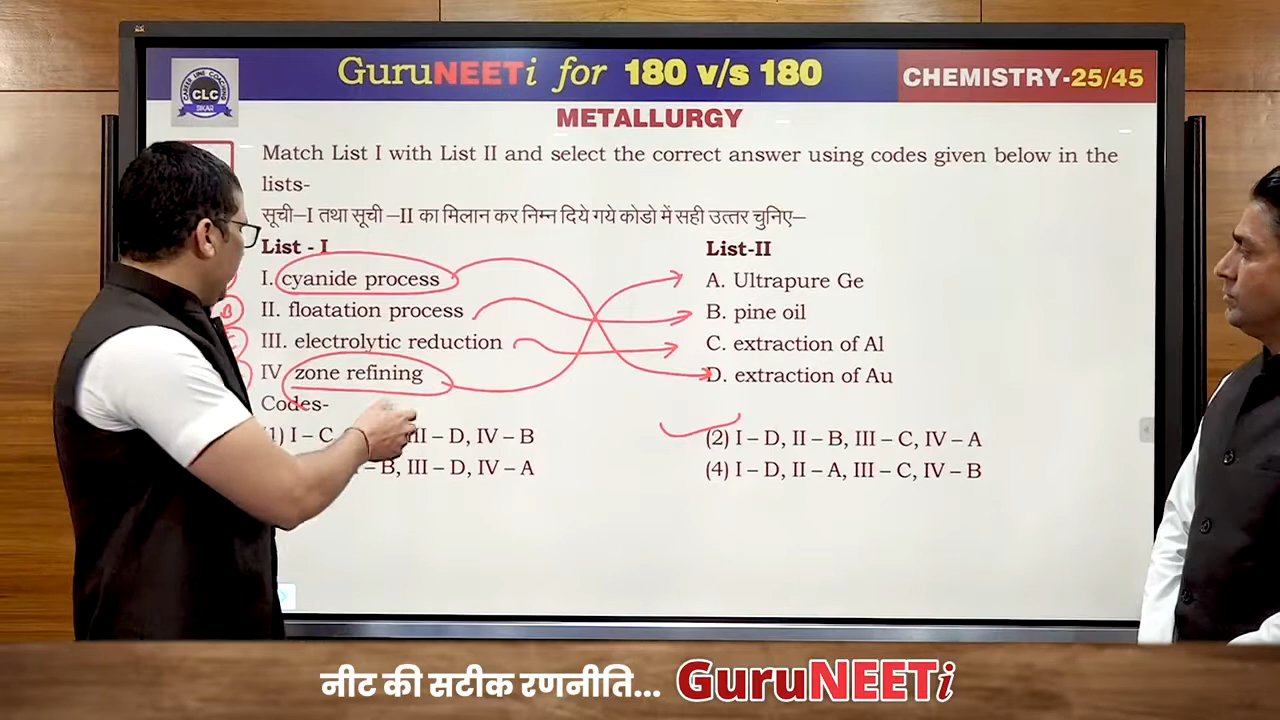 GuruNEETi for 180 v/s 180
CHEMISTRY-25/45
CAREER LINE COACHING
CLC
SIKAR
METALLURGY
Match List I with List II and select the correct answer using codes given below in the
lists-
सूची–I तथा सूची –II का मिलान कर निम्न दिये गये कोडो में सही उत्तर चुनिए–
List - I
List-II
I. cyanide process
A. Ultrapure Ge
B
II. floatation process
B. pine oil
III. electrolytic reduction
C. extraction of Al
IV zone refining
D. extraction of Au
Codes-
1) I – C III – D, IV – B
(2) I – D, II – B, III – C, IV – A
– B, III – D, IV – A
(4) I – D, II – A, III – C, IV – B
नीट की सटीक रणनीति... GuruNEETi